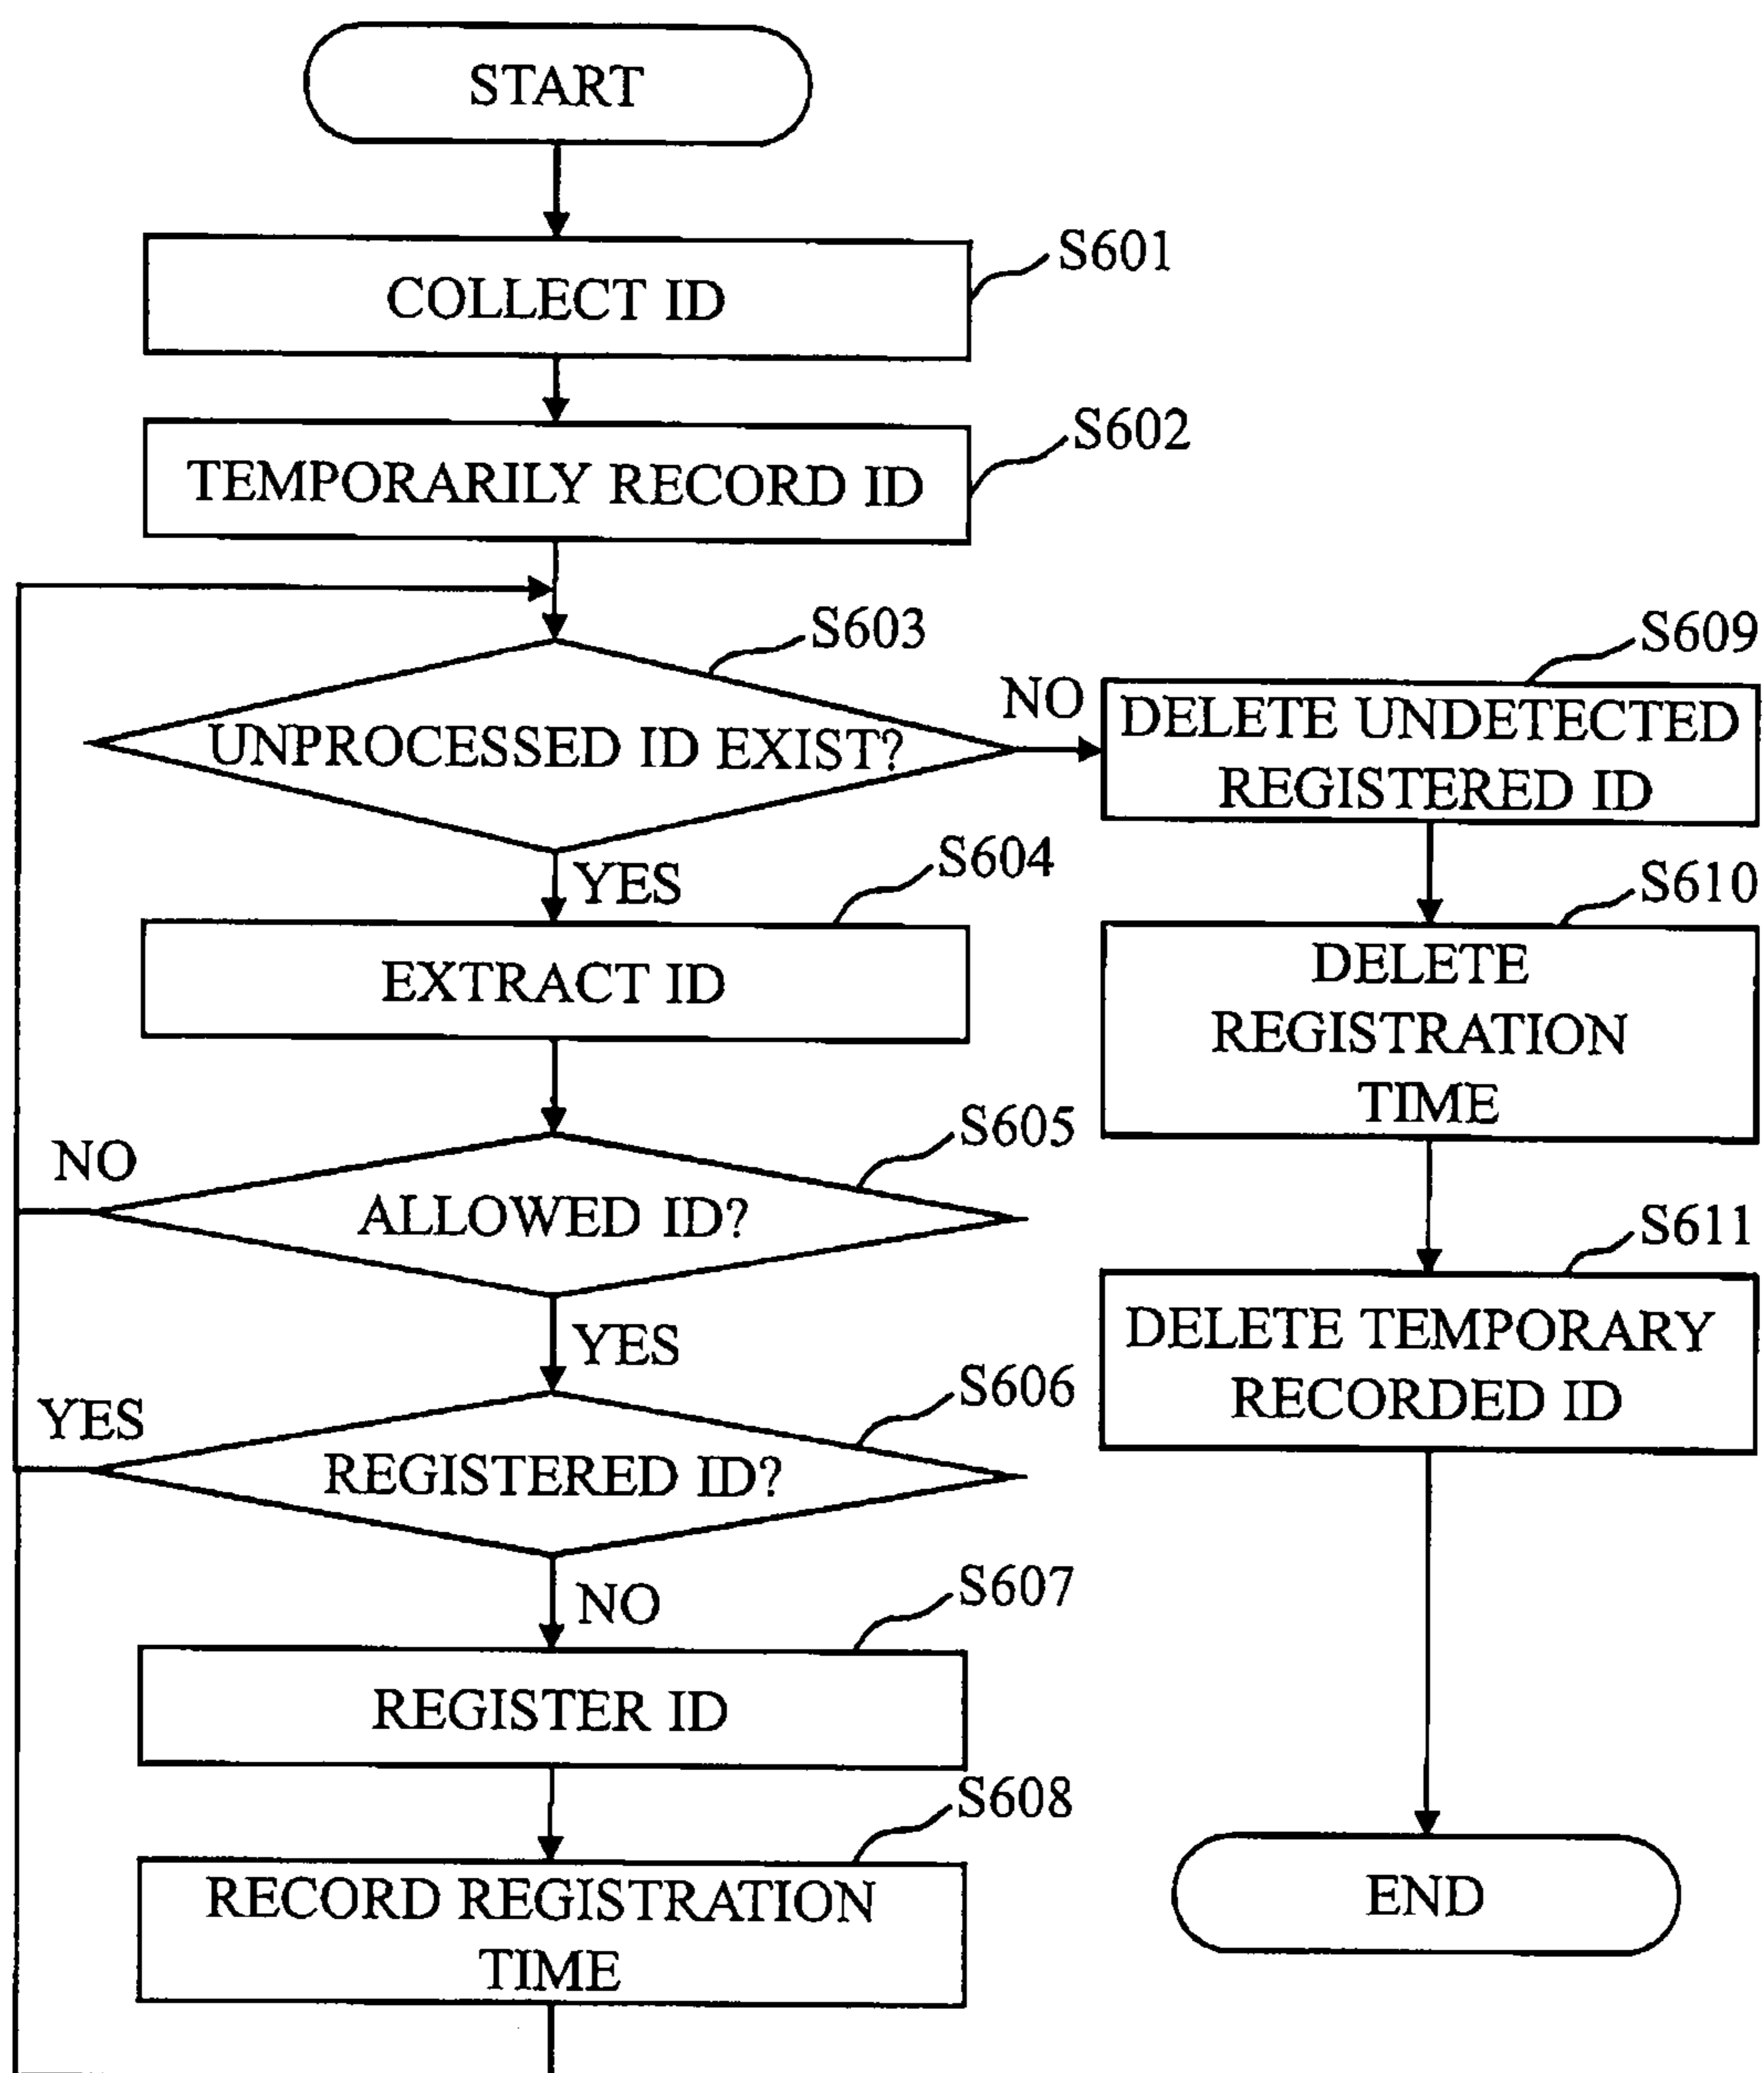 START
S601
COLLECT ID
S602
TEMPORARILY RECORD ID
S603
UNPROCESSED ID EXIST?
NO
YES
S604
EXTRACT ID
S605
ALLOWED ID?
NO
YES
S606
REGISTERED ID?
YES
NO
S607
REGISTER ID
S608
RECORD REGISTRATION
TIME
S609
DELETE UNDETECTED
REGISTERED ID
S610
DELETE
REGISTRATION
TIME
S611
DELETE TEMPORARY
RECORDED ID
END